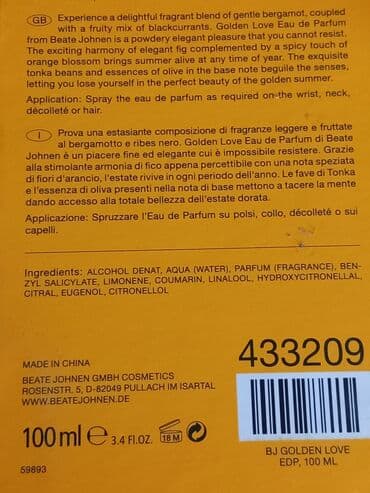 GB Experience a delightful fragrant blend of gentle bergamot, coupled
with a fruity mix of blackcurrants. Golden Love Eau de Parfum
from Beate Johnen is a powdery elegant pleasure that you cannot resist.
The exciting harmony of elegant fig complemented by a spicy touch of
orange blossom brings summer alive at any time of year. The exquisite
tonka beans and essences of olive in the base note beguile the senses,
letting you lose yourself in the perfect beauty of the golden summer.
Application: Spray the eau de parfum as required on the wrist, neck,
décolleté or hair.
I Prova una estasiante composizione di fragranze leggere e fruttate
al bergamotto e ribes nero. Golden Love Eau de Parfum di Beate
Johnen è un piacere fine ed elegante cui è impossibile resistere. Grazie
alla stimolante armonia di fico appena percettibile con una nota speziata
di fiori d'arancio, l'estate rivive in ogni periodo dell'anno. Le fave di Tonka
e l'essenza di oliva presenti nella nota di base mettono a tacere la mente
dando accesso alla totale bellezza dell'estate dorata.
Applicazione: Spruzzare l'Eau de Parfum su polsi, collo, décolleté o sui
capelli.
Ingredients: ALCOHOL DENAT, AQUA (WATER), PARFUM (FRAGRANCE), BEN-
ZYL SALICYLATE, LIMONENE, COUMARIN, LINALOOL, HYDROXYCITRONELLAL,
CITRAL, EUGENOL, CITRONELLOL
MADE IN CHINA
BEATE JOHNEN GMBH COSMETICS
ROSENSTR. 5, D-82049 PULLACH IM ISARTAL
WWW.BEATEJOHNEN.DE
100 ml e 3.4 Fl.OZ. 18 M
59893
433209
BJ GOLDEN LOVE
EDP, 100 ML